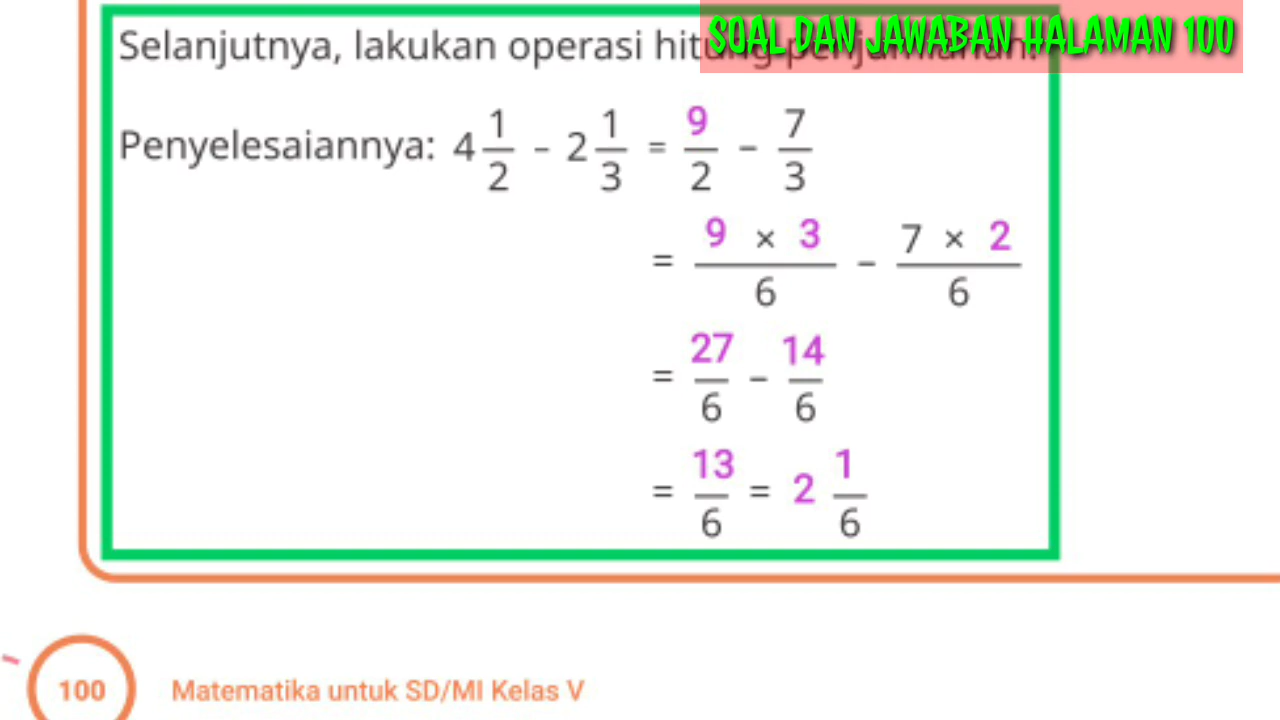 SOAL DAN JAWABAN HALAMAN 100
Selanjutnya, lakukan operasi hitung penjumlahan.
Penyelesaiannya: 4 1/2 - 2 1/3 = 9/2 - 7/3
= 9 × 3/6 - 7 × 2/6
= 27/6 - 14/6
= 13/6 = 2 1/6
100 Matematika untuk SD/MI Kelas V